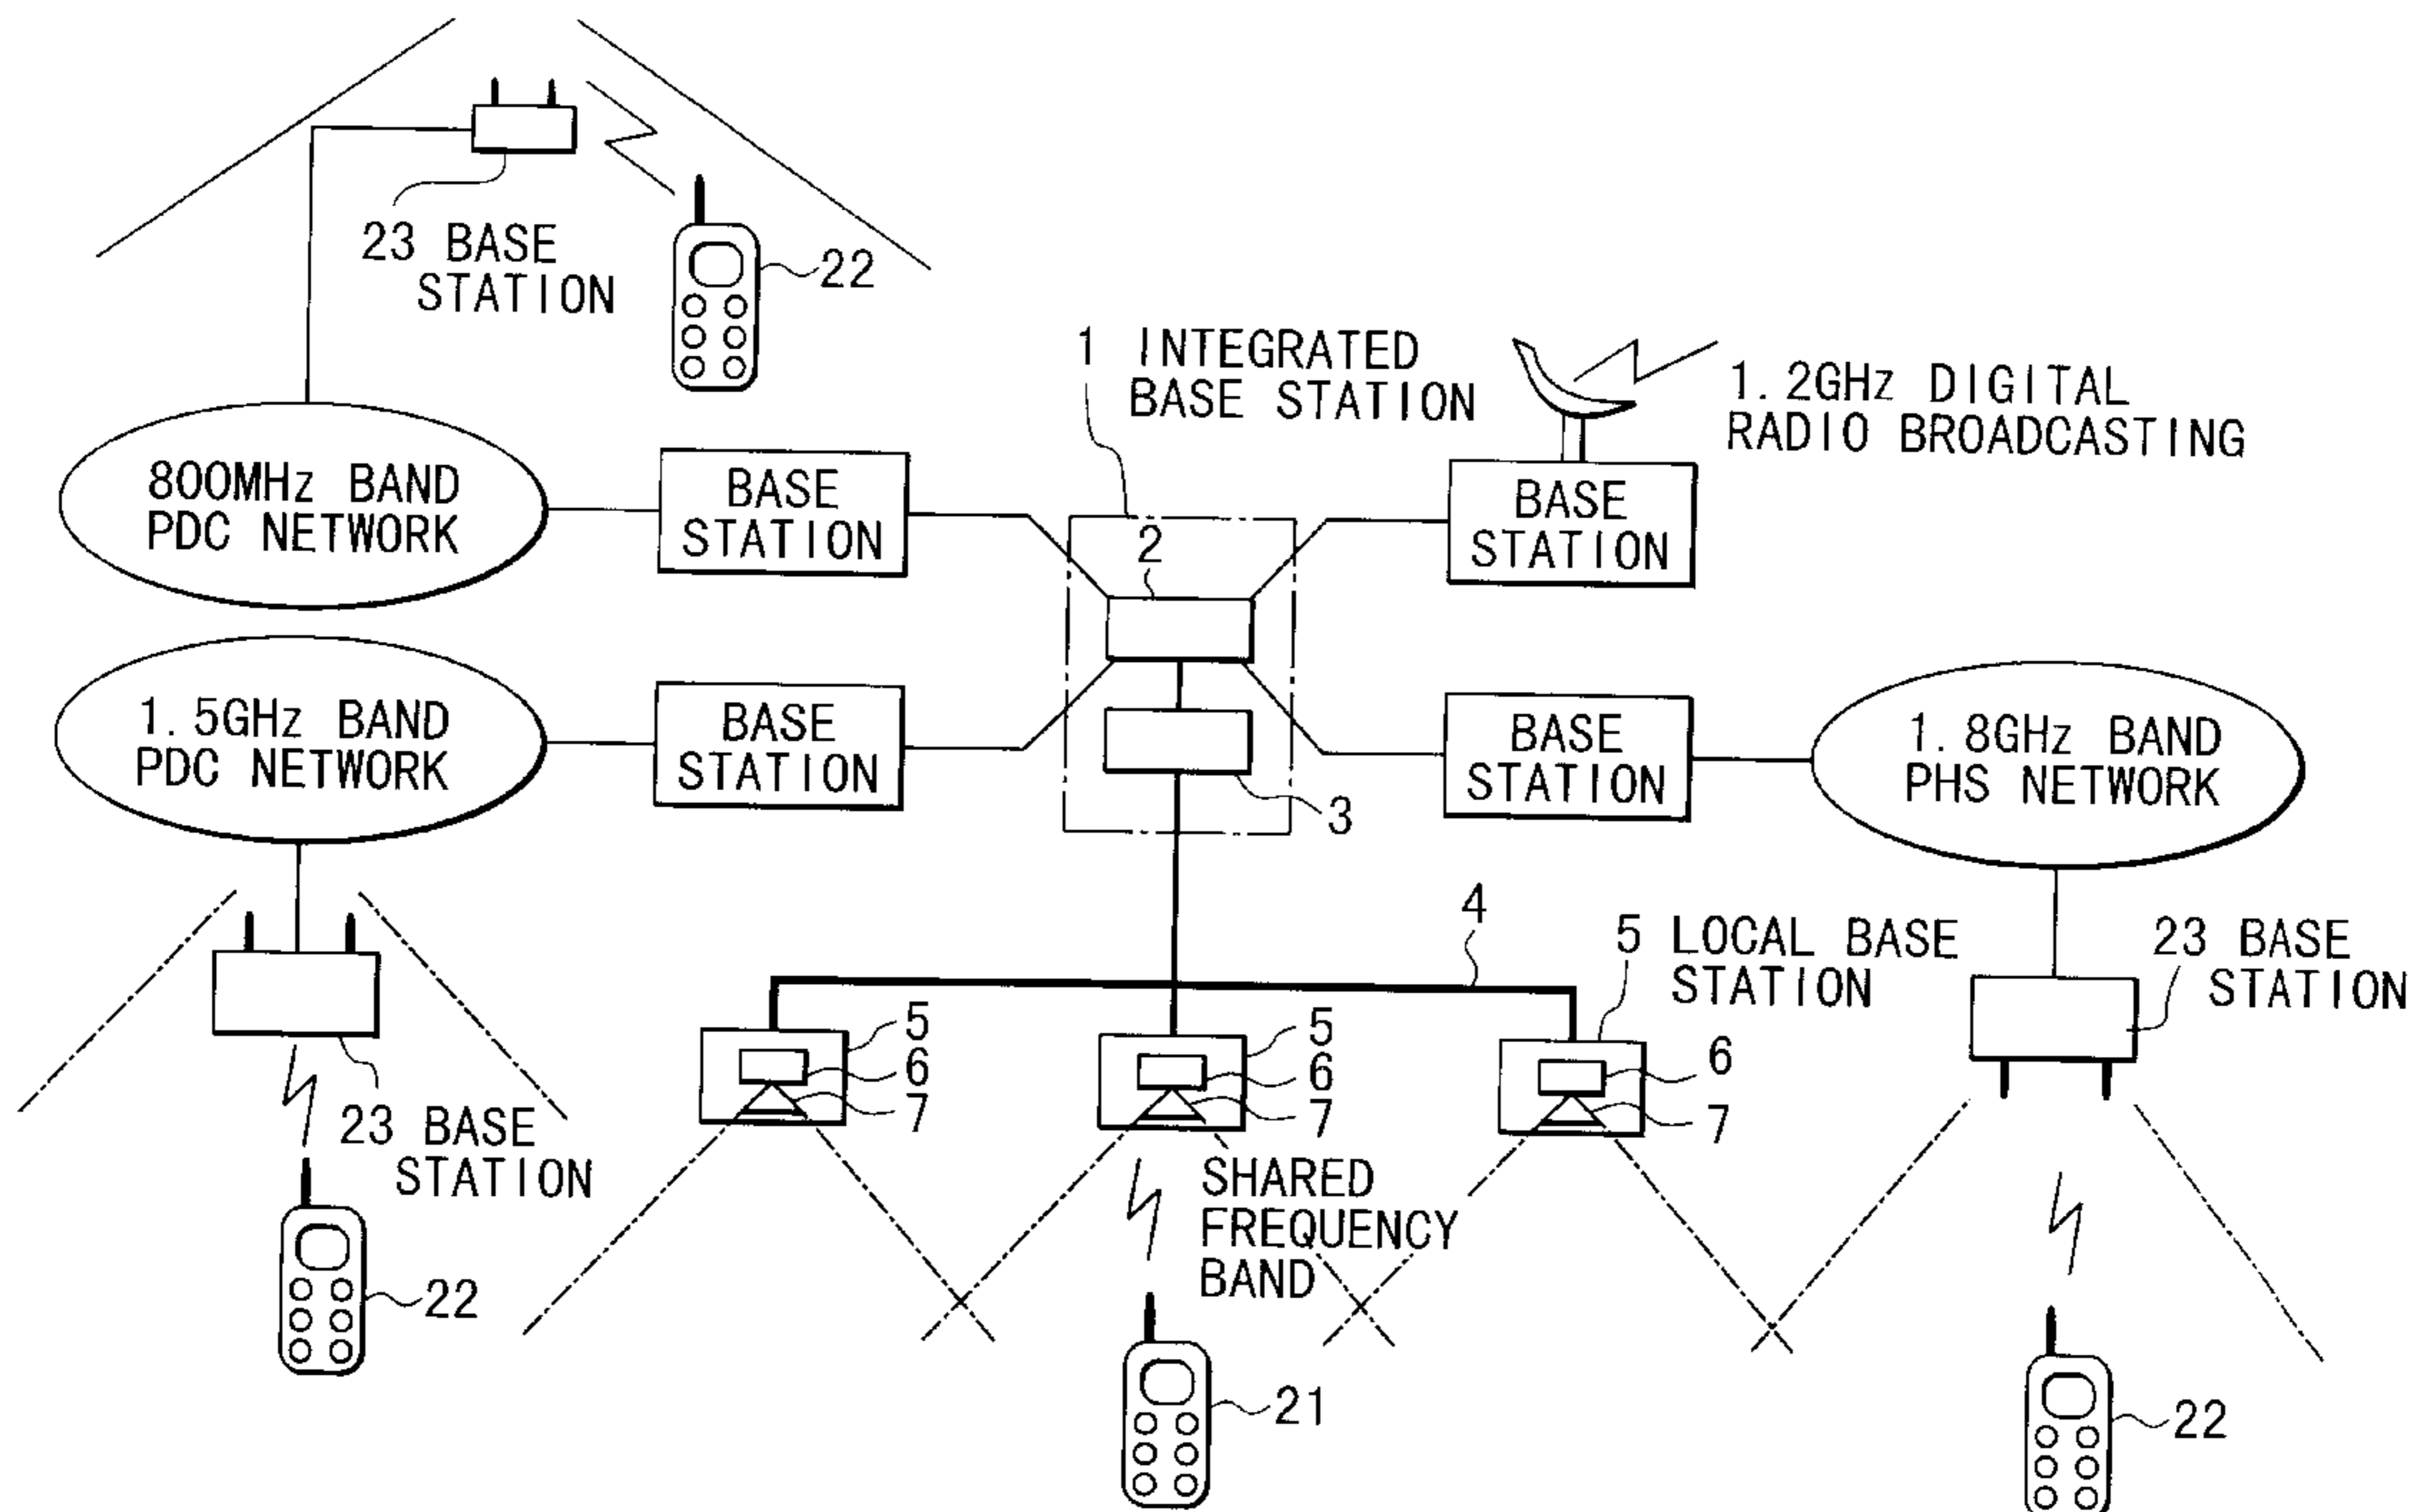 23 BASE
STATION
22
1 INTEGRATED
BASE STATION
1.2GHz DIGITAL
RADIO BROADCASTING
800MHz BAND
PDC NETWORK
BASE
STATION
2
BASE
STATION
1.5GHz BAND
PDC NETWORK
BASE
STATION
3
BASE
STATION
1.8GHz BAND
PHS NETWORK
4
5 LOCAL BASE
STATION
23 BASE
STATION
5
6
7
5
6
7
6
7
23 BASE
STATION
SHARED
FREQUENCY
BAND
22
21
22